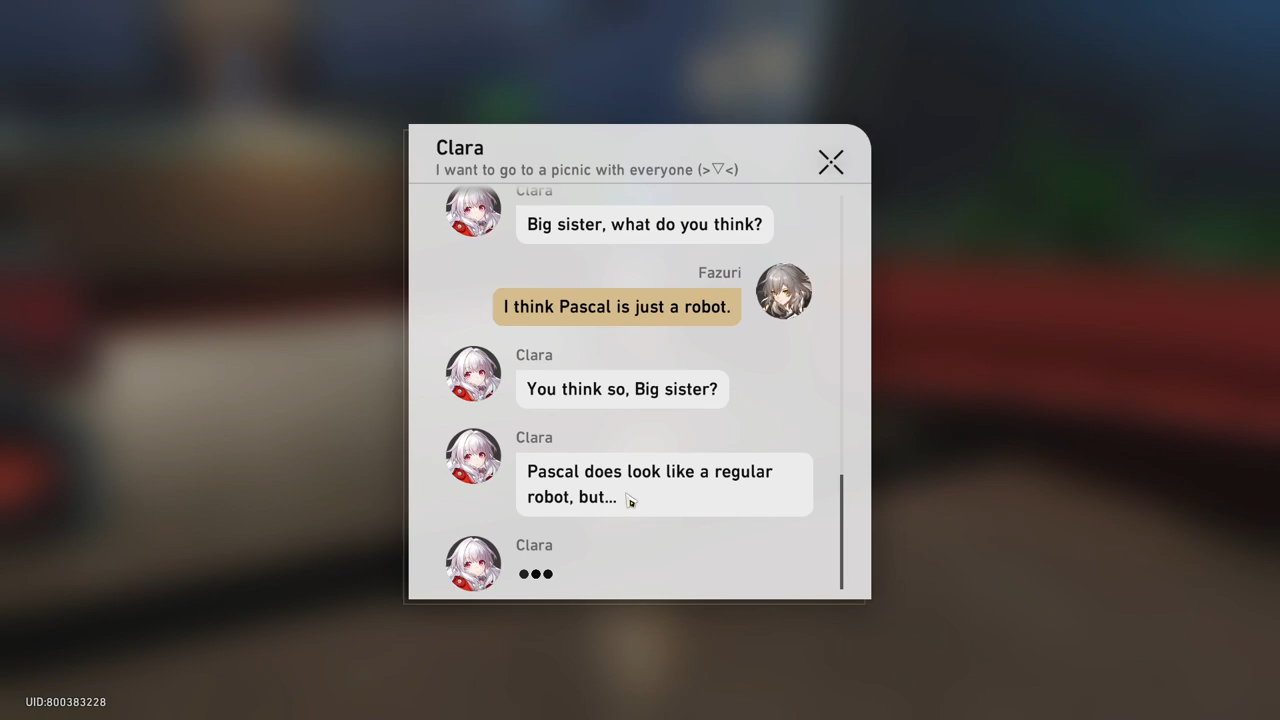 Clara
I want to go to a picnic with everyone (>▽<)
Clara
Big sister, what do you think?
Fazuri
I think Pascal is just a robot.
Clara
You think so, Big sister?
Clara
Pascal does look like a regular
robot, but...
Clara
UID:800383228